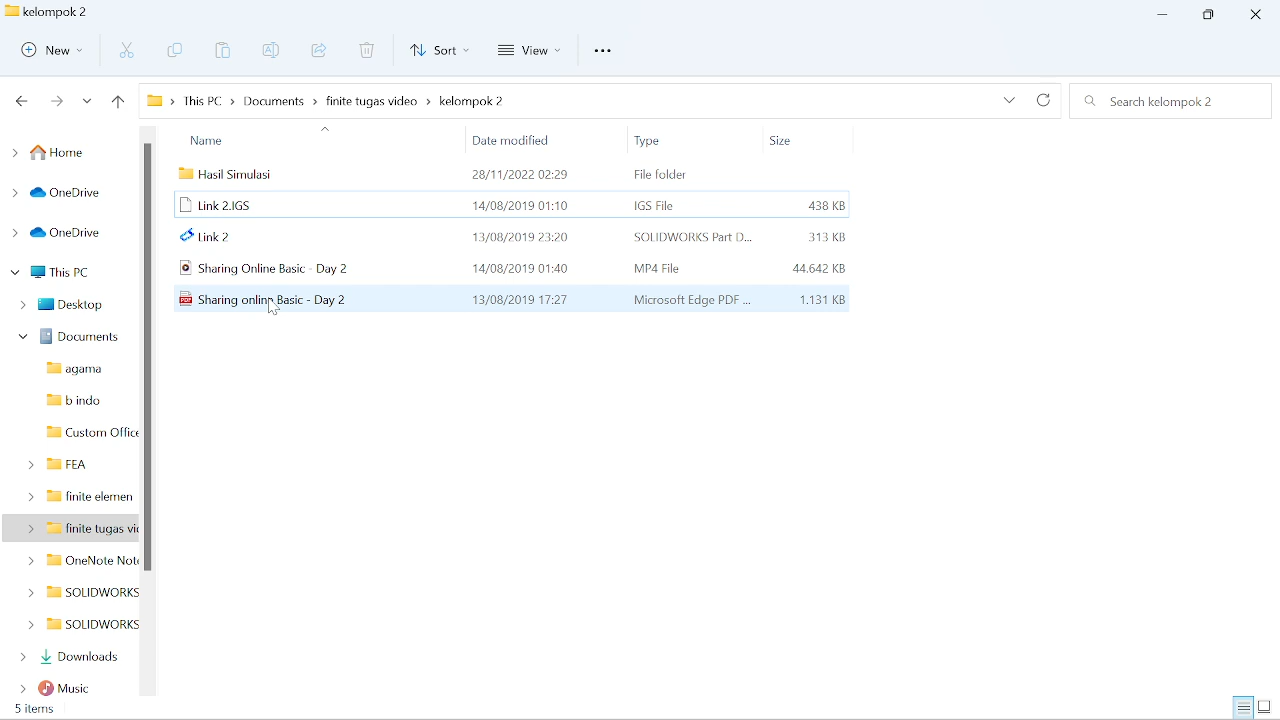 kelompok 2
New
Sort
View
This PC
Documents
finite tugas video
kelompok 2
Search kelompok 2
Name
Date modified
Type
Size
Home
OneDrive
OneDrive
This PC
Desktop
Documents
agama
b indo
Custom Office
FEA
finite elemen
finite tugas vi
OneNote Note
SOLIDWORKS
SOLIDWORKS
Downloads
Music
Hasil Simulasi 28/11/2022 02:29 File folder
Link 2.IGS 14/08/2019 01:10 IGS File 438 KB
Link 2 13/08/2019 23:20 SOLIDWORKS Part D... 313 KB
Sharing Online Basic - Day 2 14/08/2019 01:40 MP4 File 44.642 KB
PDF Sharing online Basic - Day 2 13/08/2019 17:27 Microsoft Edge PDF ... 1.131 KB
5 items